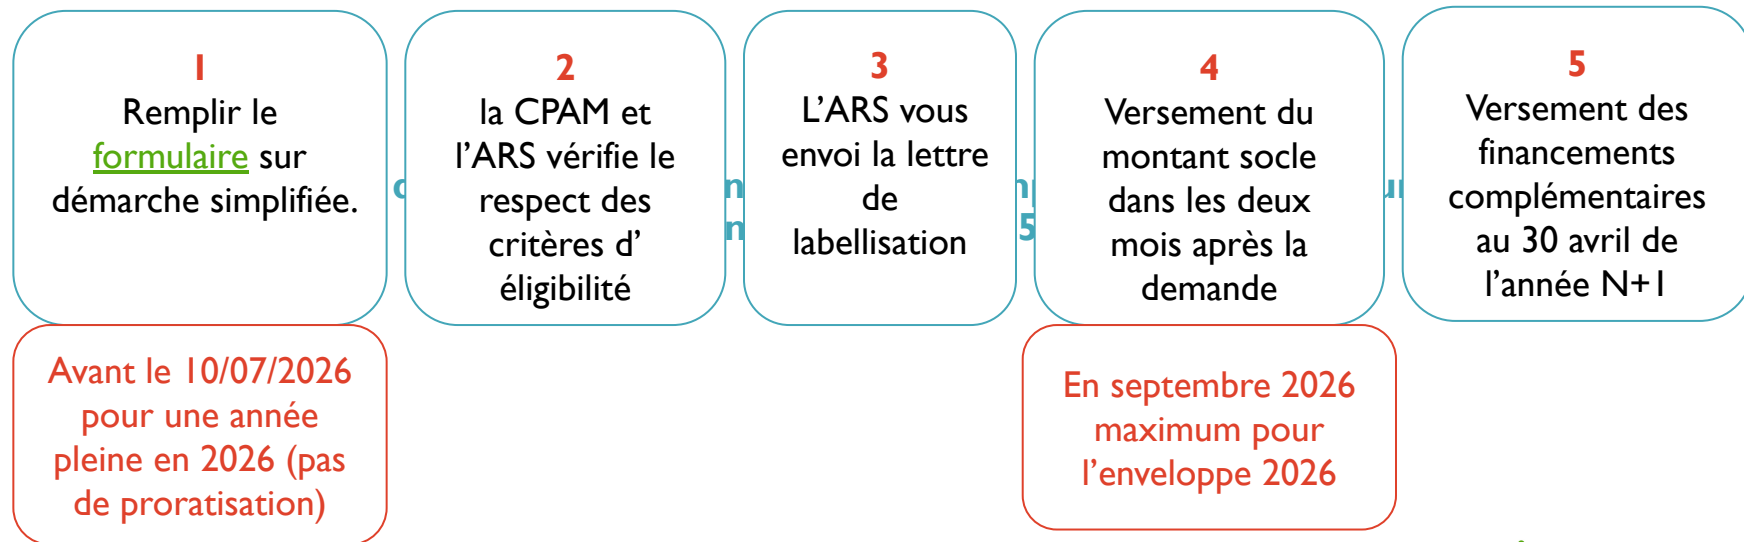 1
Remplir le
formulaire sur
démarche simplifiée.
2
la CPAM et
l’ARS vérifie le
respect des
critères d’
éligibilité
3
L’ARS vous
envoi la lettre
de
labellisation
4
Versement du
montant socle
dans les deux
mois après la
demande
5
Versement des
financements
complémentaires
au 30 avril de
l’année N+1
Avant le 10/07/2026
pour une année
pleine en 2026 (pas
de proratisation)
En septembre 2026
maximum pour
l’enveloppe 2026